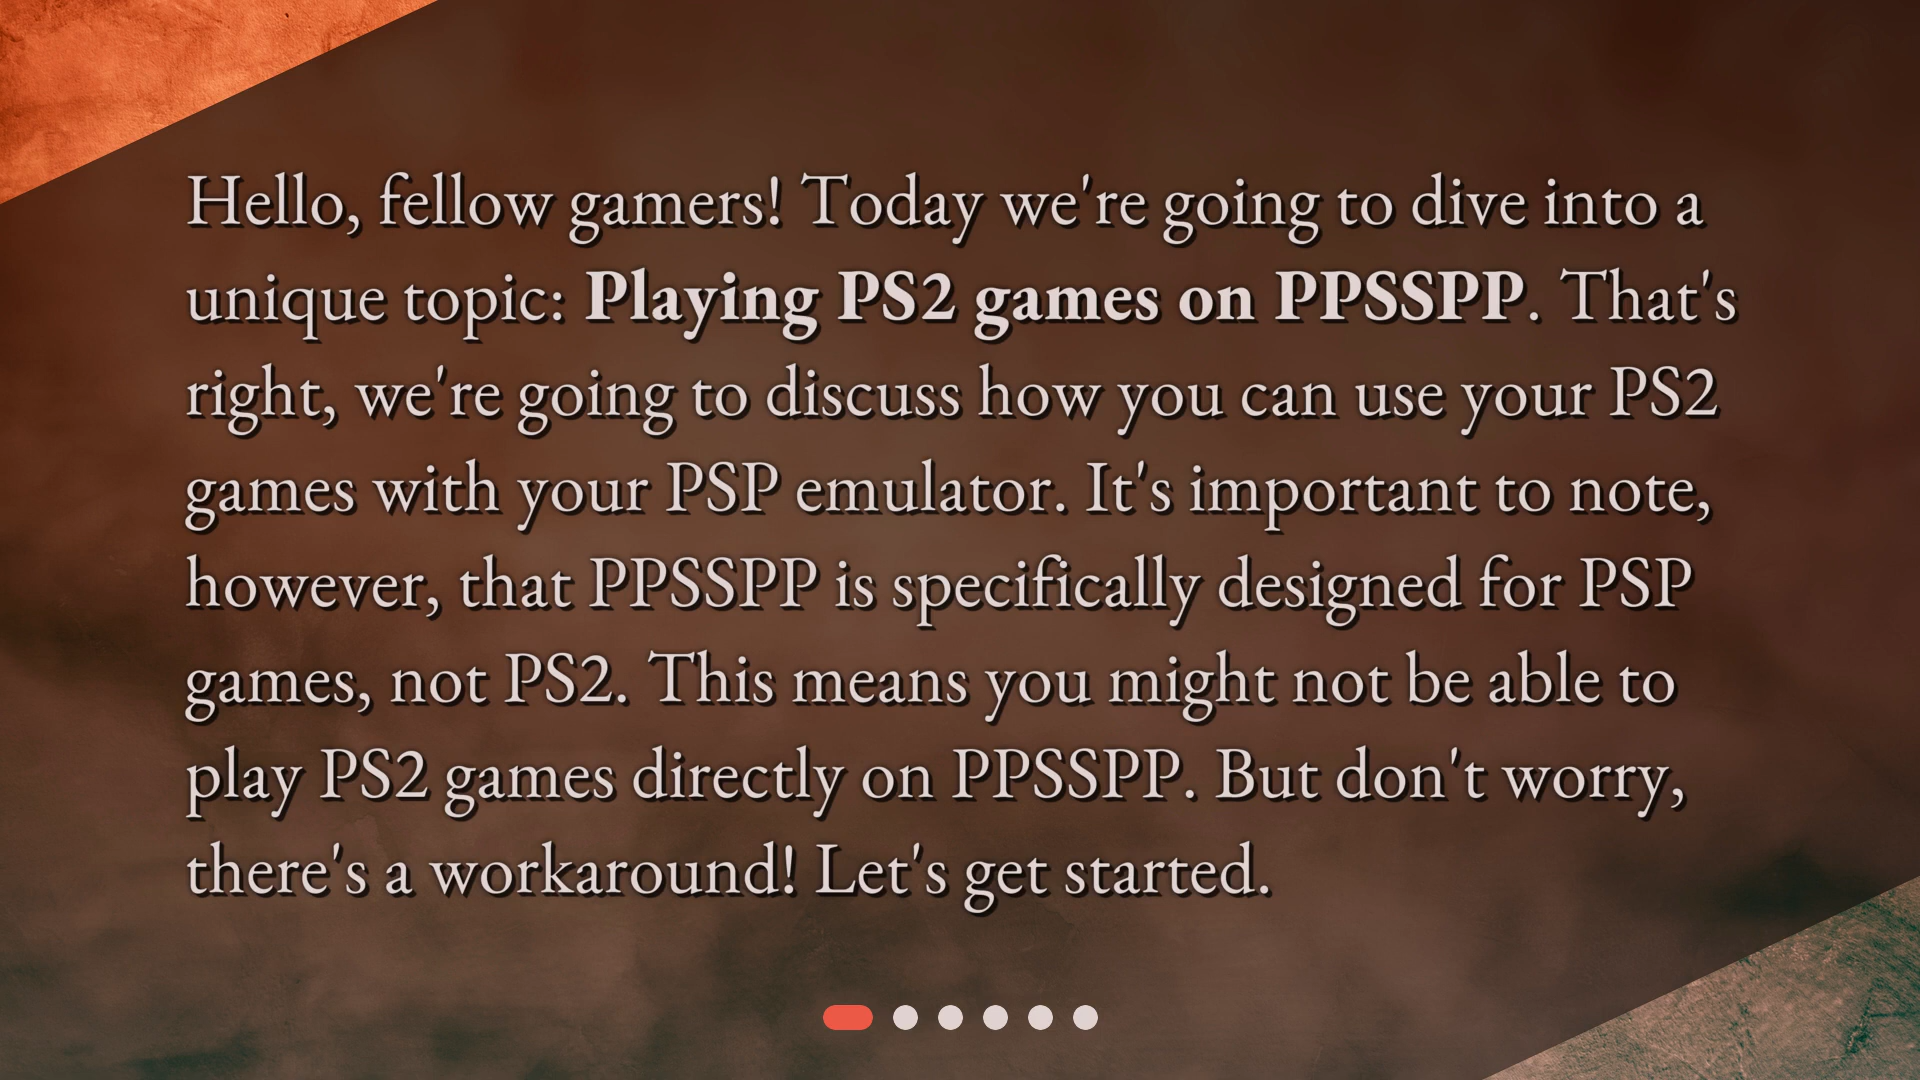 Hello, fellow gamers! Today we're going to dive into a
unique topic: Playing PS2 games on PPSSPP. That's
right, we're going to discuss how you can use your PS2
games with your PSP emulator. It's important to note,
however, that PPSSPP is specifically designed for PSP
games, not PS2. This means you might not be able to
play PS2 games directly on PPSSPP. But don't worry,
there's a workaround! Let's get started.